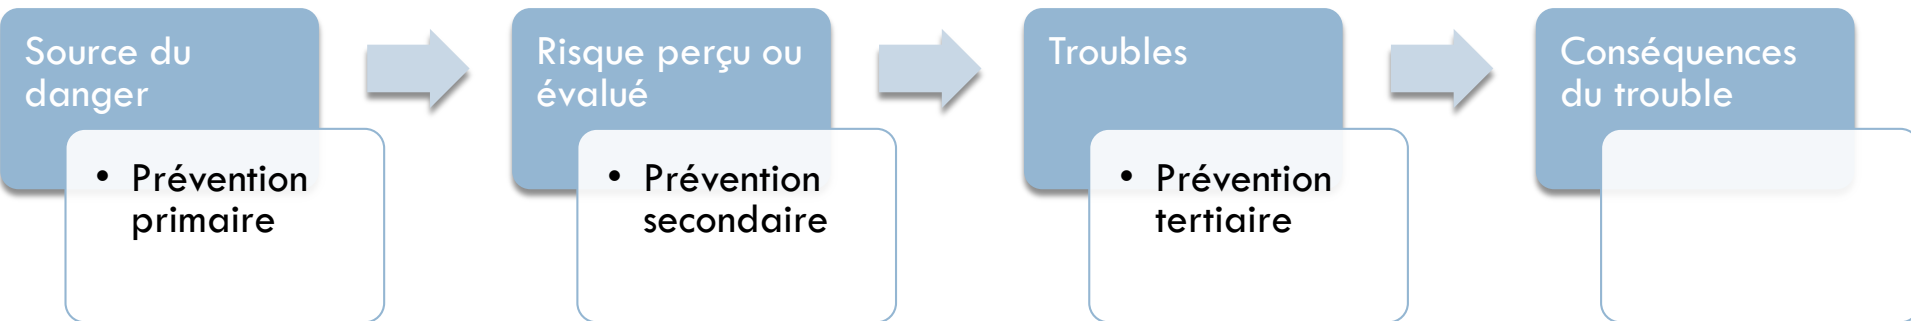 Source du
danger
• Prévention
primaire
Risque perçu ou
évalué
• Prévention
secondaire
Troubles
• Prévention
tertiaire
Conséquences
du trouble